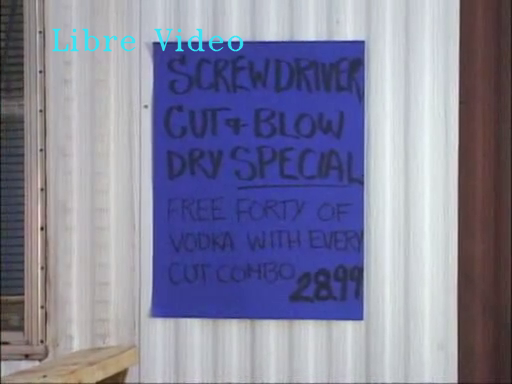 Libre Video
SCREWDRIVER
CUT & BLOW
DRY SPECIAL
FREE FORTY OF
VODKA WITH EVERY
CUT COMBO 28.99